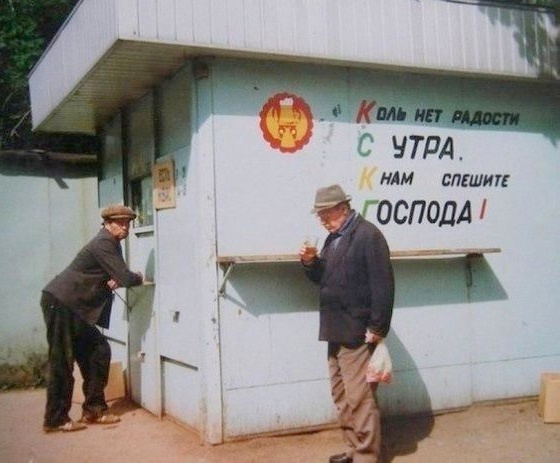 Коль нет радости
С утра,
К нам спешите
Господа!